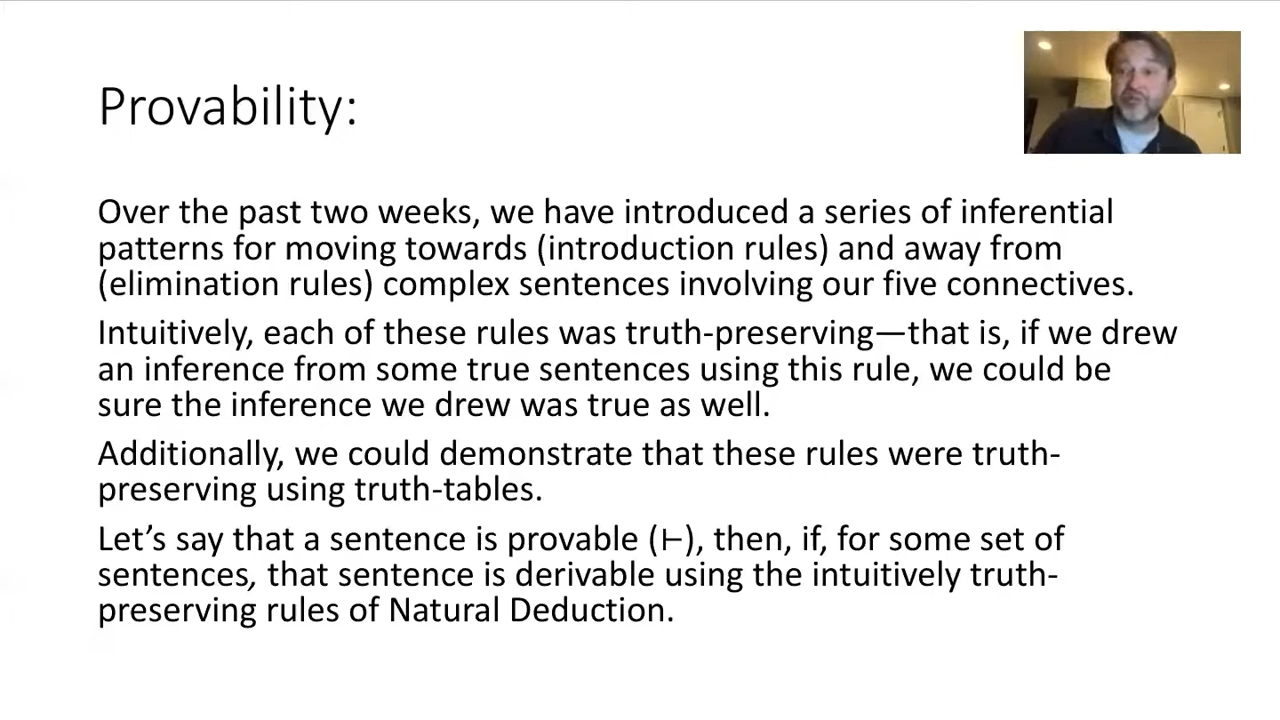 Provability:
Over the past two weeks, we have introduced a series of inferential
patterns for moving towards (introduction rules) and away from
(elimination rules) complex sentences involving our five connectives.
Intuitively, each of these rules was truth-preserving—that is, if we drew
an inference from some true sentences using this rule, we could be
sure the inference we drew was true as well.
Additionally, we could demonstrate that these rules were truth-
preserving using truth-tables.
Let’s say that a sentence is provable (⊢), then, if, for some set of
sentences, that sentence is derivable using the intuitively truth-
preserving rules of Natural Deduction.